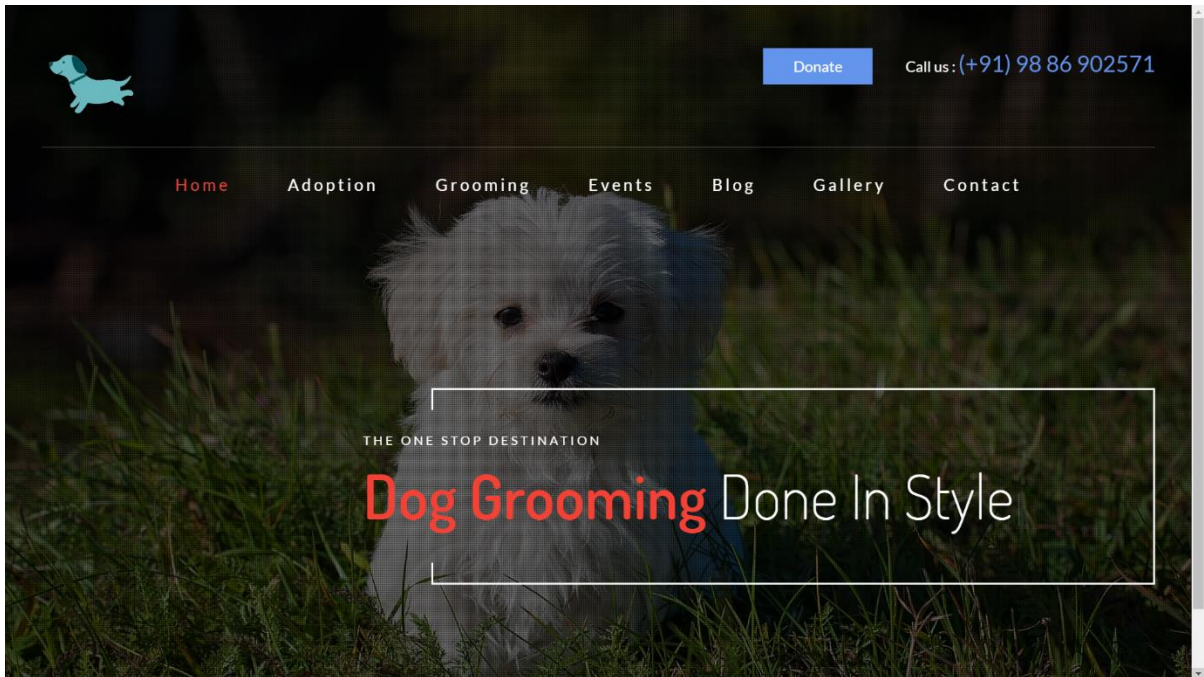 Donate Call us : (+91) 98 86 902571
Home Adoption Grooming Events Blog Gallery Contact
THE ONE STOP DESTINATION
Dog Grooming Done In Style